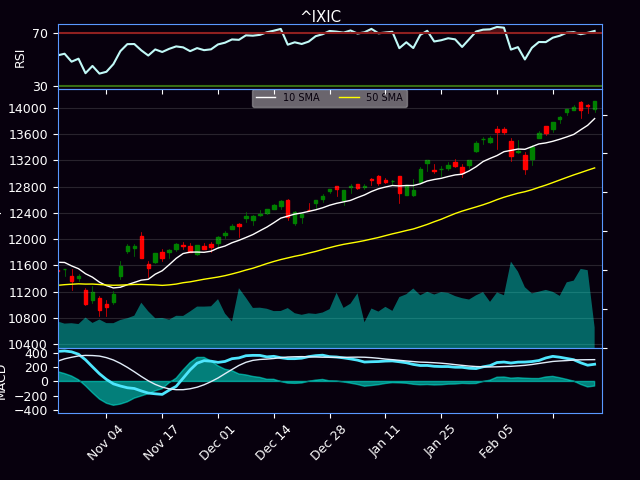 ^IXIC
RSI
70
30
10 SMA
50 SMA
14000
13600
13200
12800
12400
12000
11600
11200
10800
10400
MACD
400
200
0
−200
−400
Nov 04
Nov 17
Dec 01
Dec 14
Dec 28
Jan 11
Jan 25
Feb 05